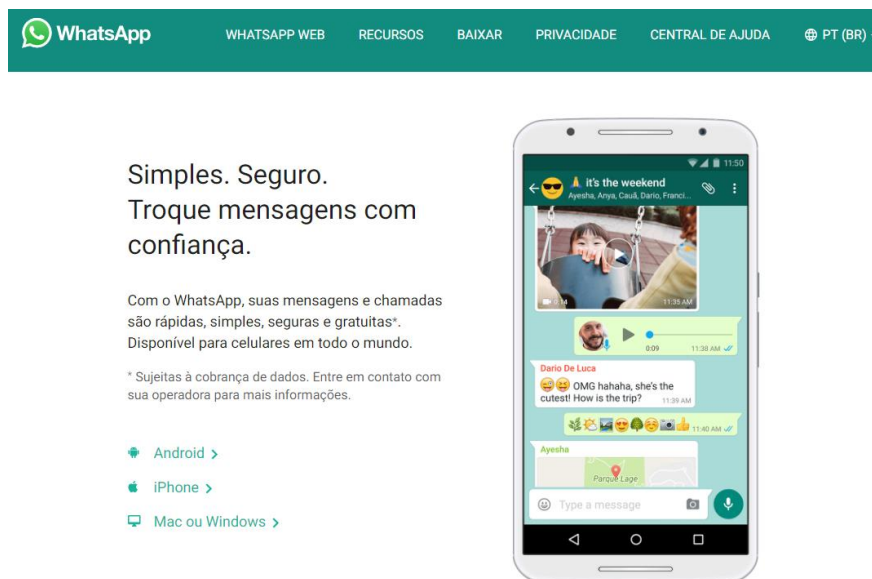 WhatsApp
WHATSAPP WEB
RECURSOS
BAIXAR
PRIVACIDADE
CENTRAL DE AJUDA
PT (BR)
Simples. Seguro.
Troque mensagens com
confiança.
Com o WhatsApp, suas mensagens e chamadas
são rápidas, simples, seguras e gratuitas*.
Disponível para celulares em todo o mundo.
* Sujeitas à cobrança de dados. Entre em contato com
sua operadora para mais informações.
Android
iPhone
Mac ou Windows
11:50
it's the weekend
Ayesha, Anya, Cauã, Dario, Franci...
0:14
11:35 AM
0:09
11:38 AM
Dario De Luca
OMG hahaha, she's the
cutest! How is the trip?
11:39 AM
11:40 AM
Ayesha
Parque Lage
Type a message